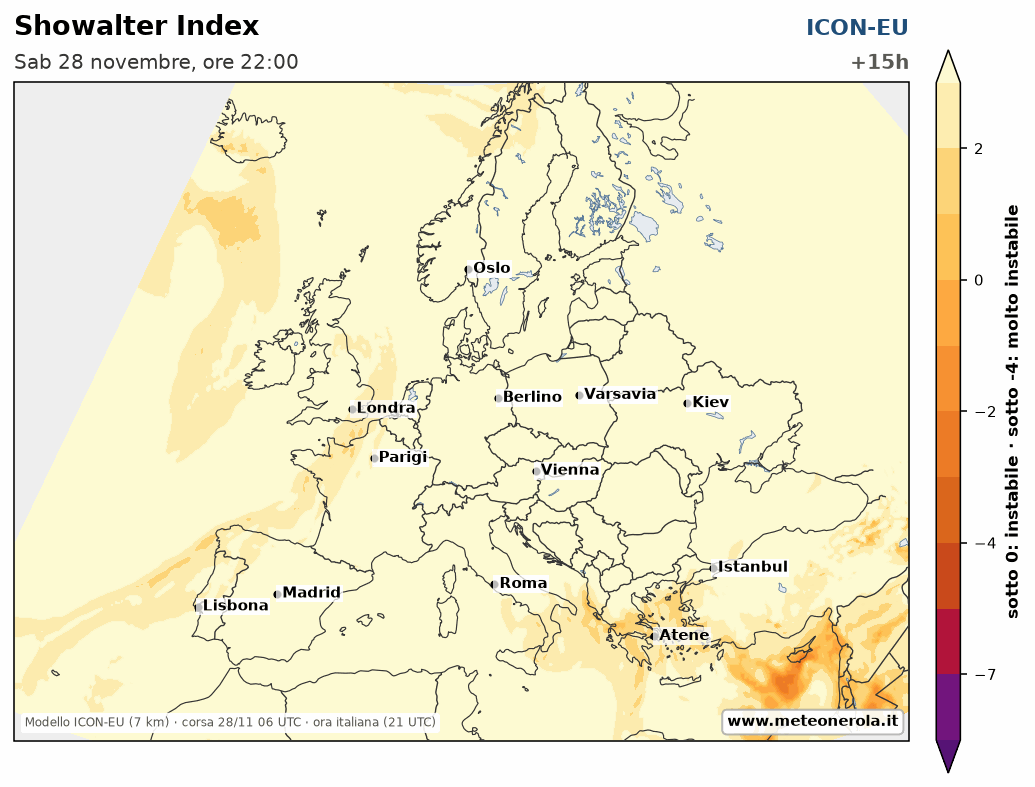 Showalter Index
ICON-EU
Sab 28 novembre, ore 22:00
+15h
Oslo
Londra
Berlino
Varsavia
Kiev
Parigi
Vienna
Istanbul
Roma
Madrid
Lisbona
Atene
Modello ICON-EU (7 km) · corsa 28/11 06 UTC · ora italiana (21 UTC)
www.meteonerola.it
2
0
−2
−4
−7
sotto 0: instabile · sotto -4: molto instabile